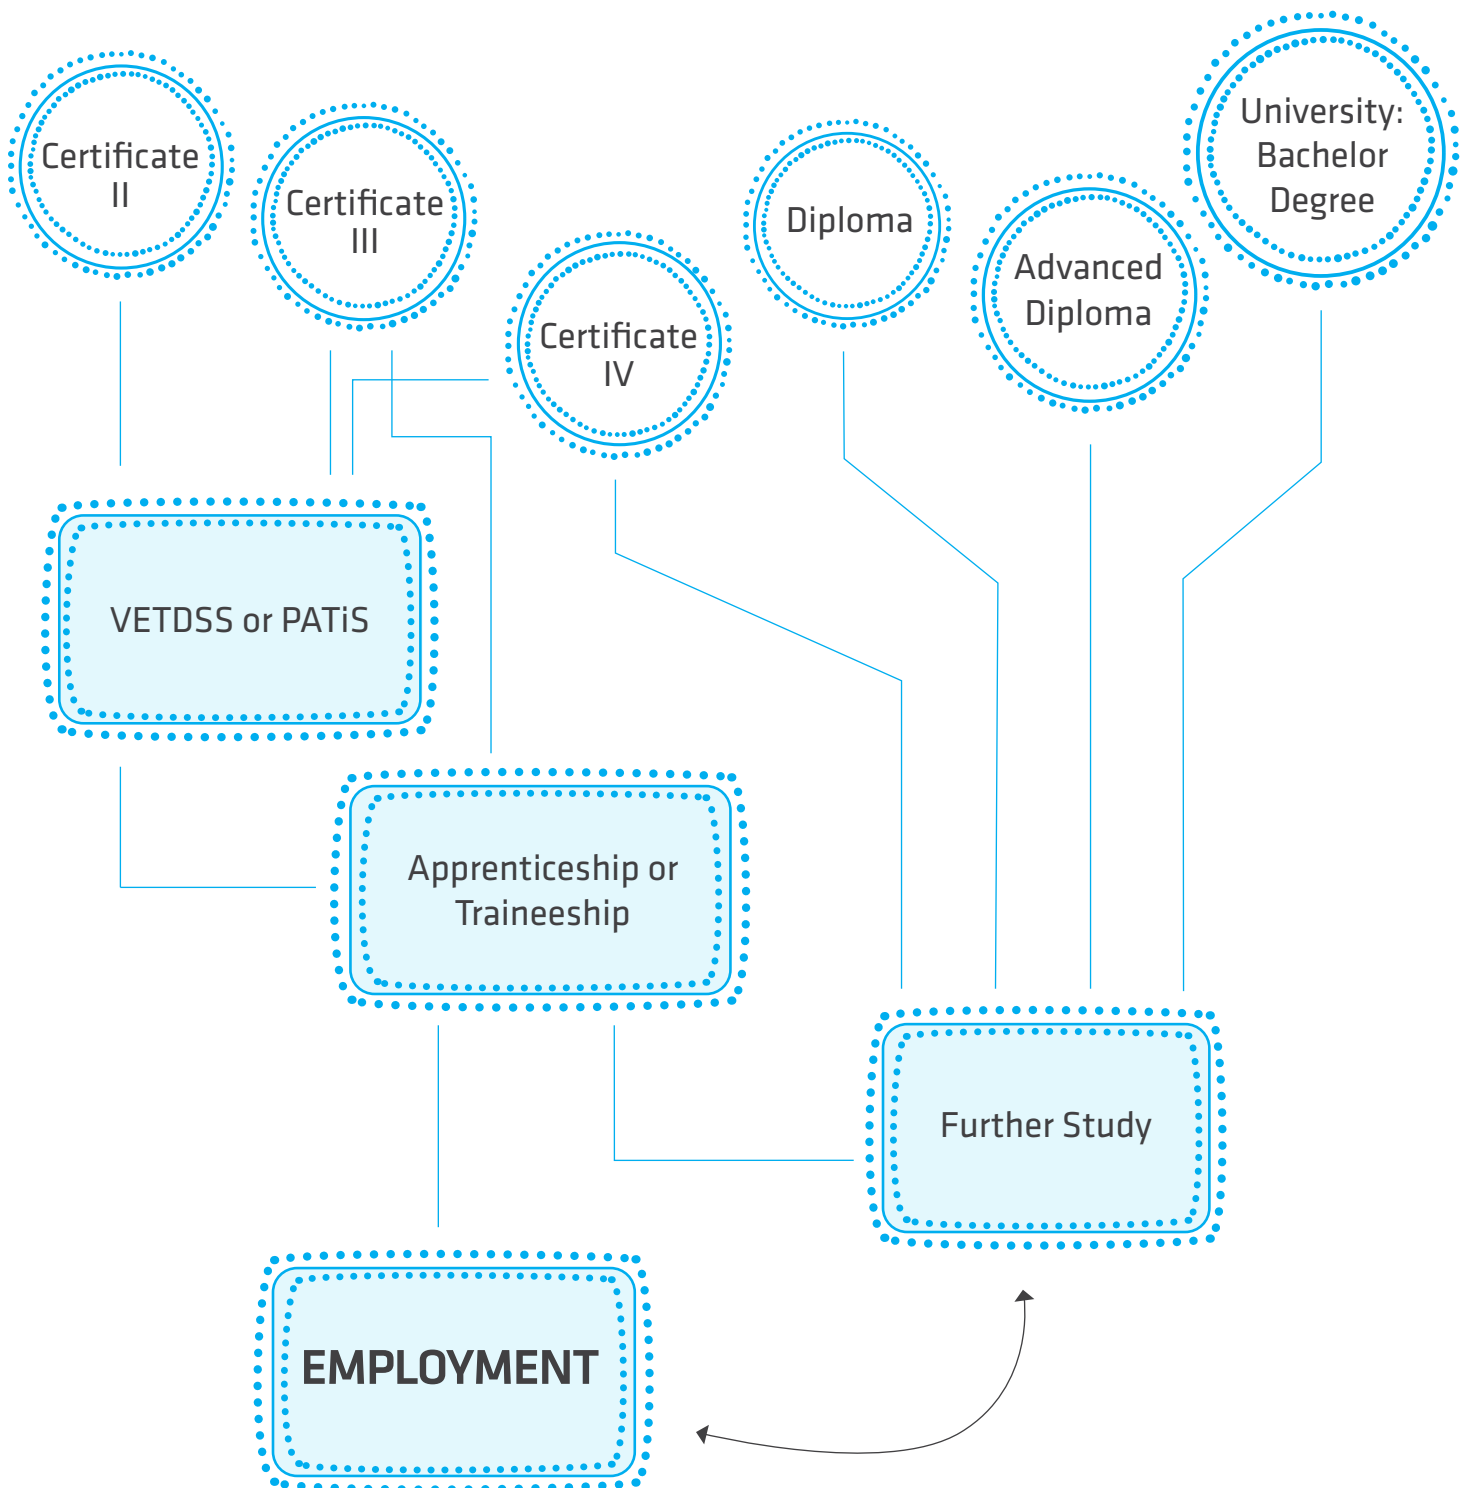 Certificate
II
Certificate
III
Certificate
IV
Diploma
Advanced
Diploma
University:
Bachelor
Degree
VETDSS or PATiS
Apprenticeship or
Traineeship
Further Study
EMPLOYMENT